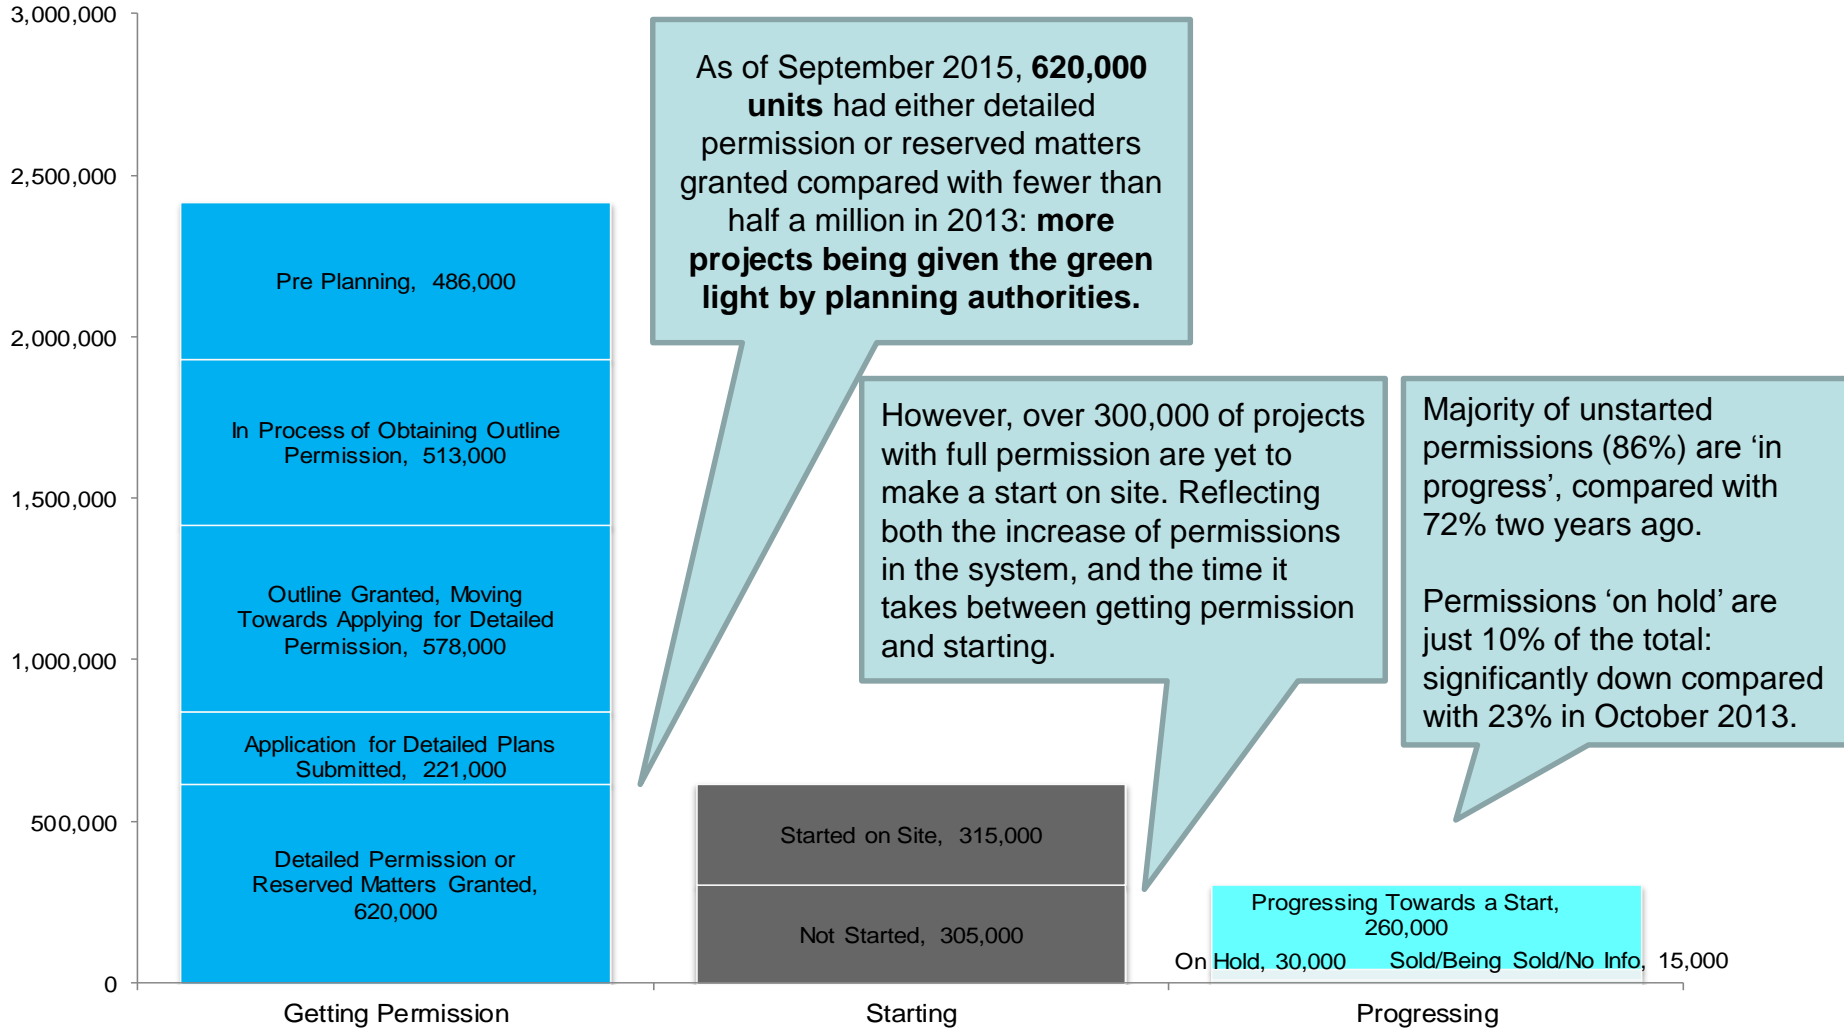 3,000,000
2,500,000
2,000,000
1,500,000
1,000,000
500,000
0
Pre Planning, 486,000
In Process of Obtaining Outline
Permission, 513,000
Outline Granted, Moving
Towards Applying for Detailed
Permission, 578,000
Application for Detailed Plans
Submitted, 221,000
Detailed Permission or
Reserved Matters Granted,
620,000
Getting Permission
As of September 2015, 620,000
units had either detailed
permission or reserved matters
granted compared with fewer than
half a million in 2013: more
projects being given the green
light by planning authorities.
However, over 300,000 of projects
with full permission are yet to
make a start on site. Reflecting
both the increase of permissions
in the system, and the time it
takes between getting permission
and starting.
Majority of unstarted
permissions (86%) are ‘in
progress’, compared with
72% two years ago.
Permissions ‘on hold’ are
just 10% of the total:
significantly down compared
with 23% in October 2013.
Started on Site, 315,000
Not Started, 305,000
Starting
Progressing Towards a Start,
260,000
On Hold, 30,000
Sold/Being Sold/No Info, 15,000
Progressing